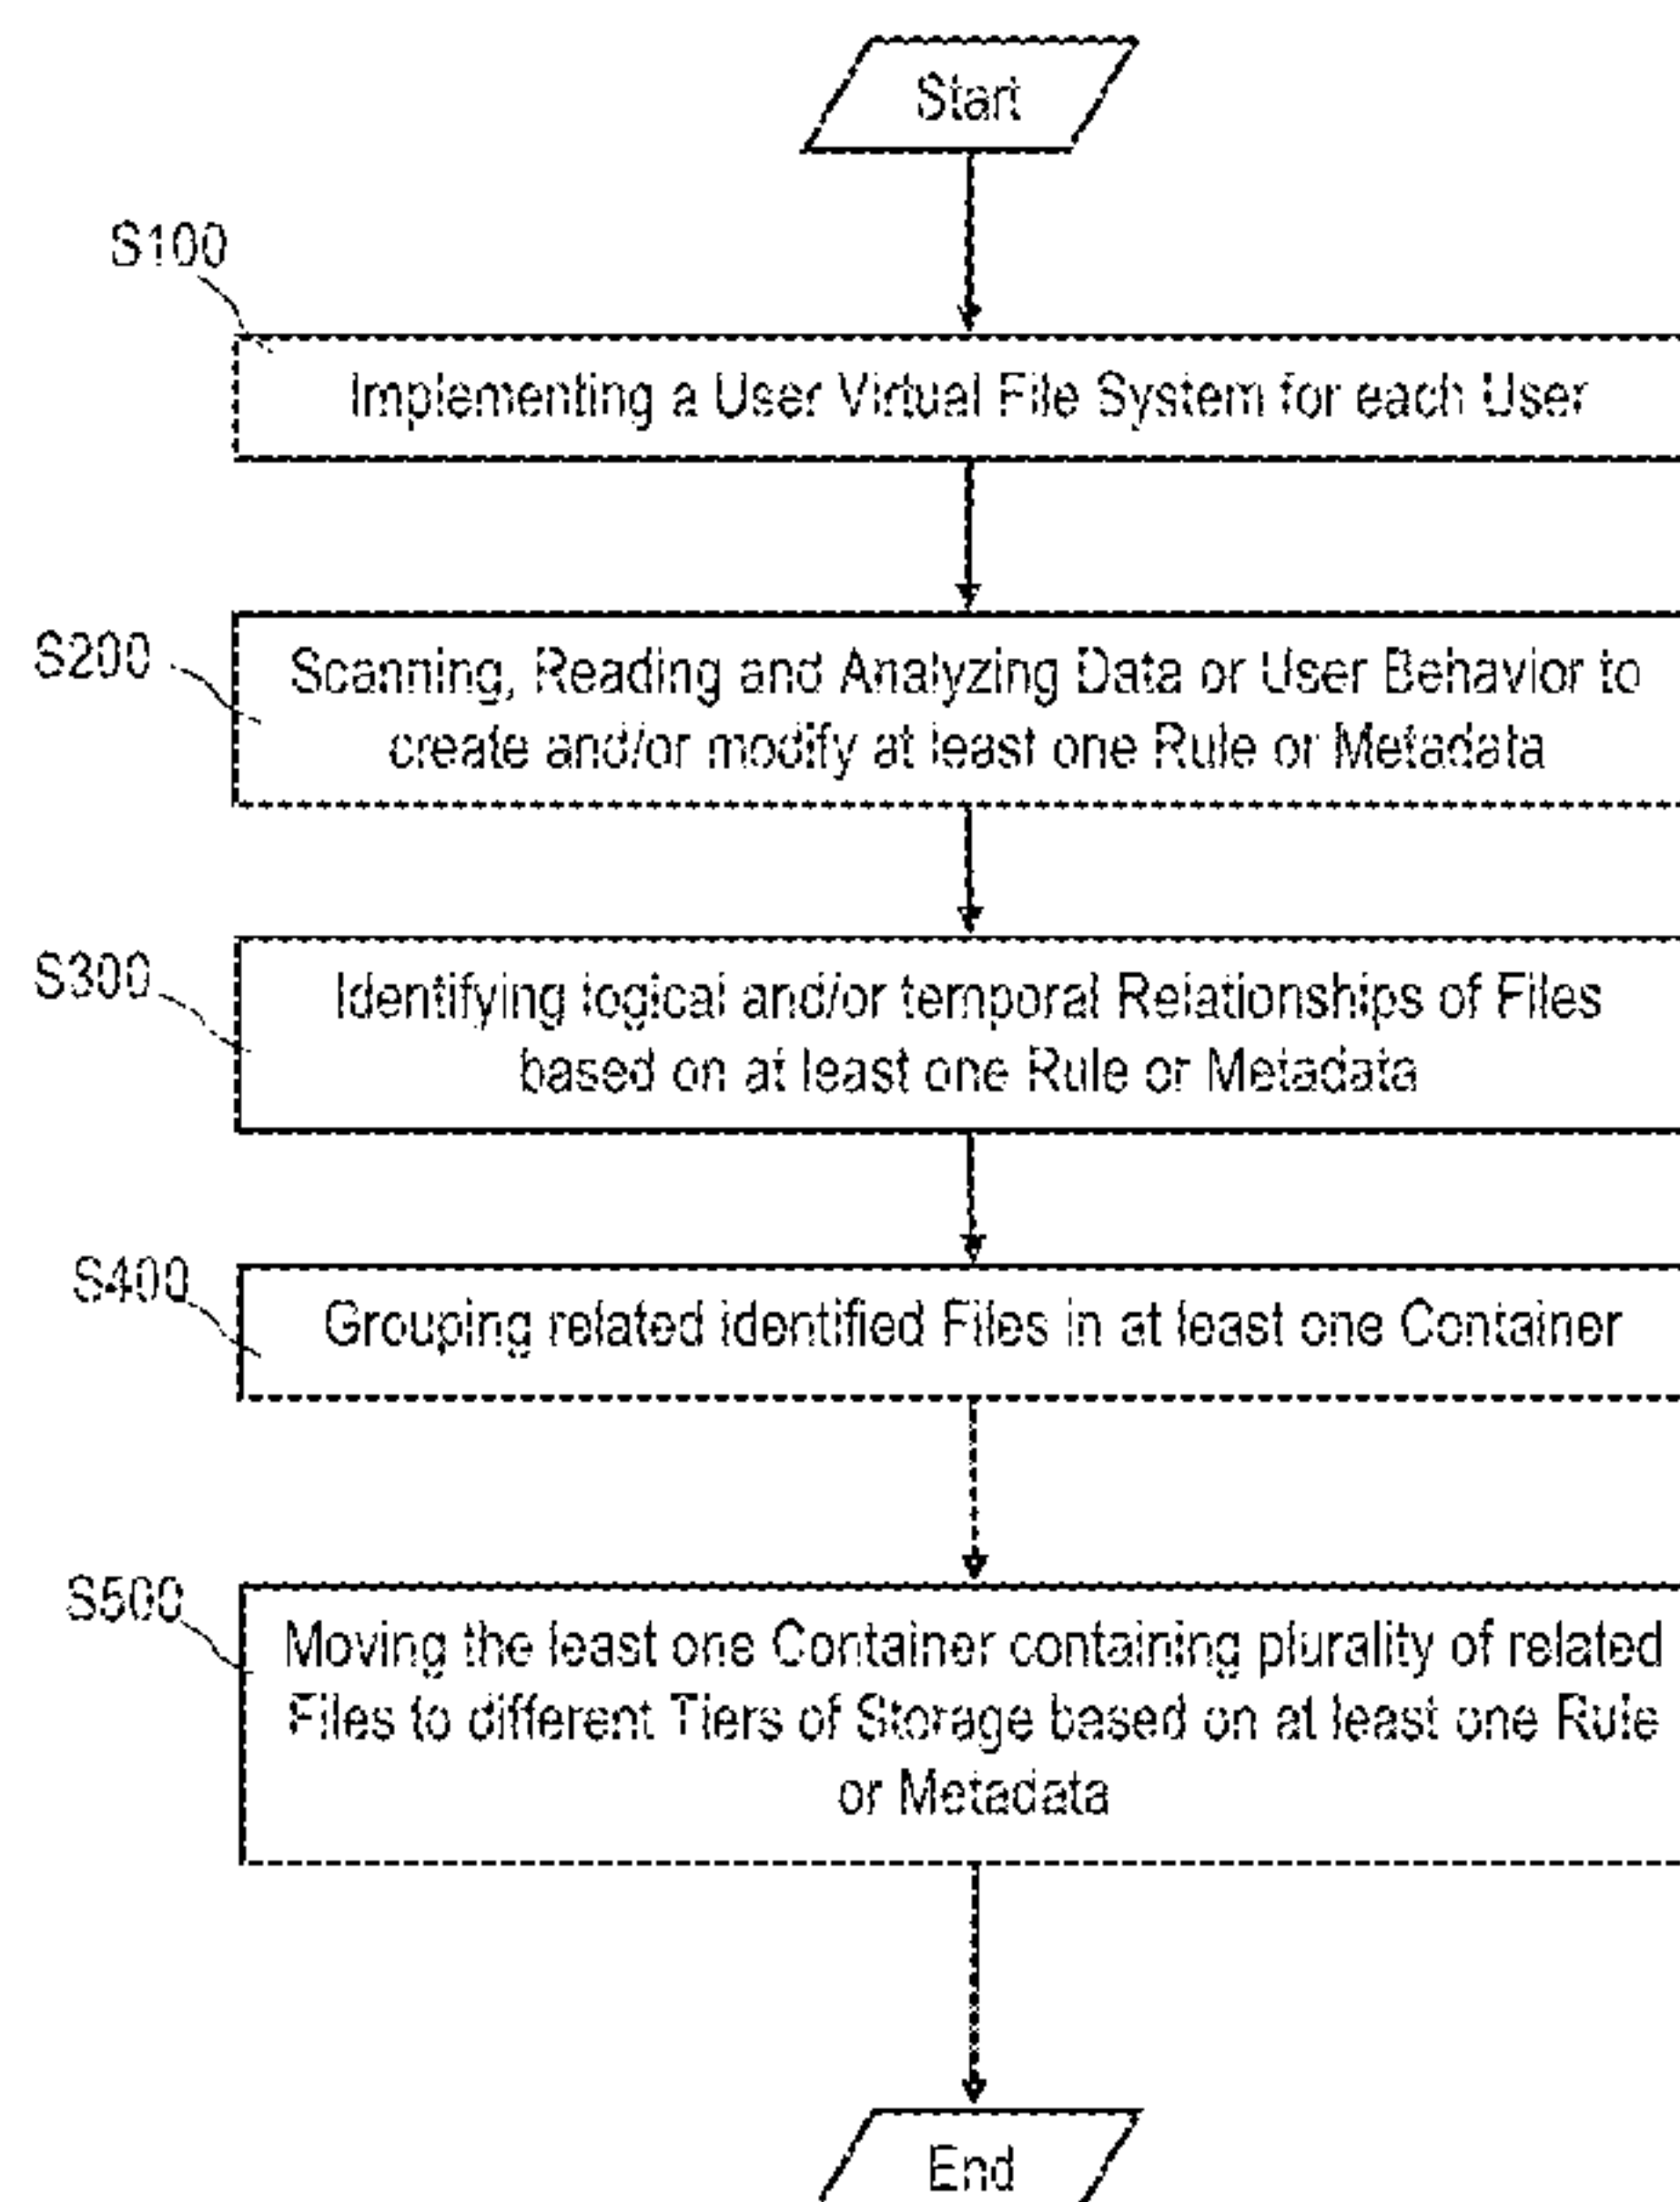 Start
S100
Implementing a User Virtual File System for each User
S200
Scanning, Reading and Analyzing Data or User Behavior to
create and/or modify at least one Rule or Metadata
S300
Identifying logical and/or temporal Relationships of Files
based on at least one Rule or Metadata
S400
Grouping related identified Files in at least one Container
S500
Moving the least one Container containing plurality of related
Files to different Tiers of Storage based on at least one Rule
or Metadata
End